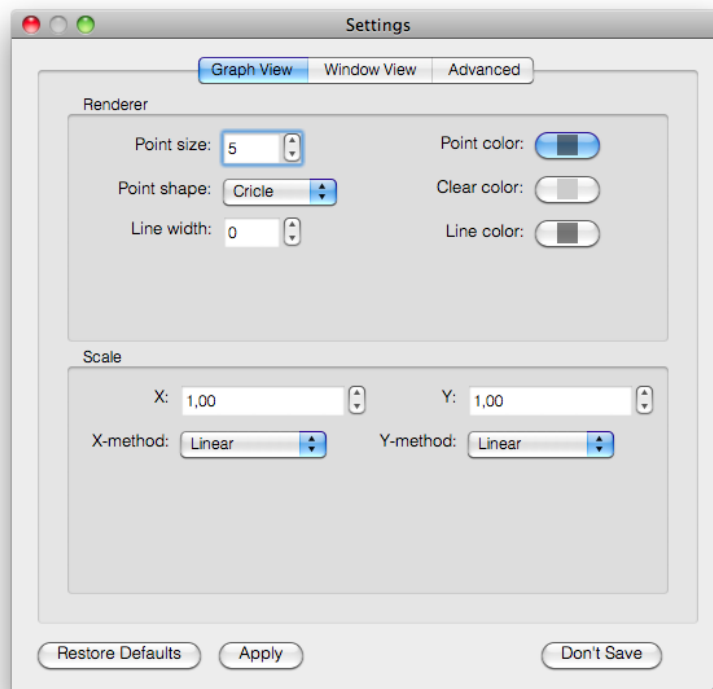 Settings
Graph View Window View Advanced
Renderer
Point size: 5 Point color:
Point shape: Cricle Clear color:
Line width: 0 Line color:
Scale
X: 1,00 Y: 1,00
X-method: Linear Y-method: Linear
Restore Defaults Apply Don't Save